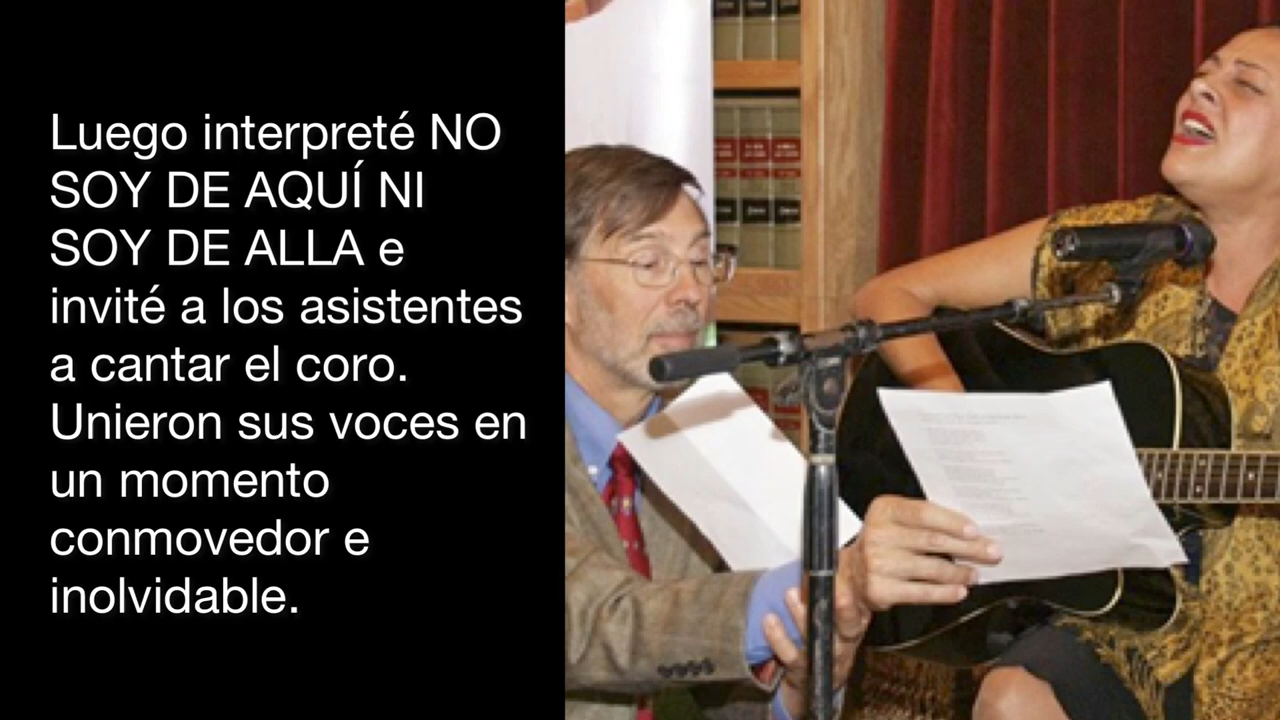 Luego interpreté NO
SOY DE AQUÍ NI
SOY DE ALLA e
invité a los asistentes
a cantar el coro.
Unieron sus voces en
un momento
conmovedor e
inolvidable.